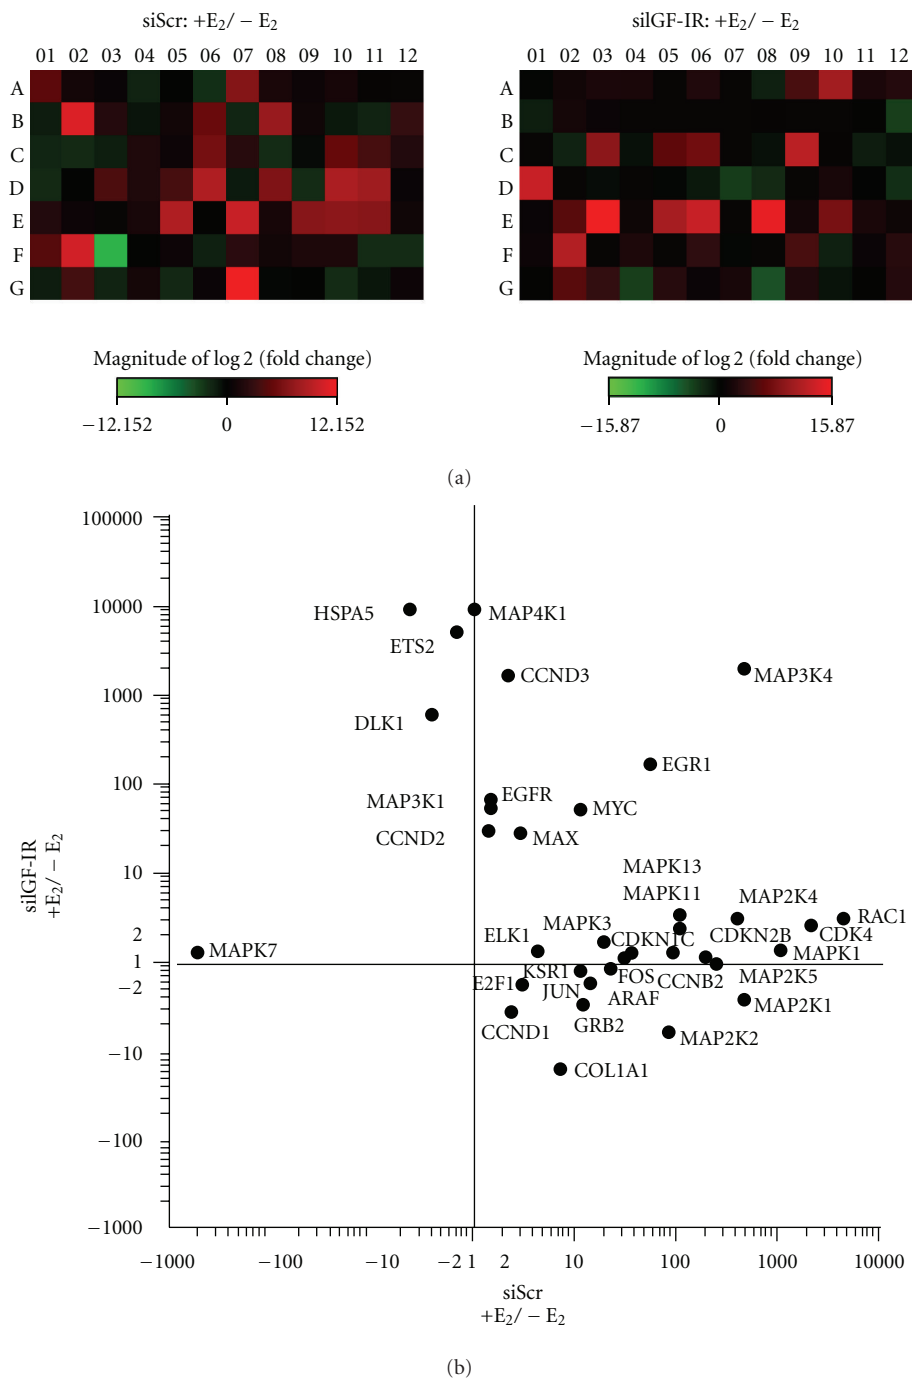 siScr: +E2/ − E2
siIGF-IR: +E2/ − E2
01 02 03 04 05 06 07 08 09 10 11 12
01 02 03 04 05 06 07 08 09 10 11 12
A
B
C
D
E
F
G
A
B
C
D
E
F
G
Magnitude of log 2 (fold change)
−12.152 0 12.152
Magnitude of log 2 (fold change)
−15.87 0 15.87
(a)
100000
10000
1000
100
10
2
1
−2
−10
−100
−1000
siIGF-IR
+E2/ − E2
HSPA5
MAP4K1
ETS2
CCND3
MAP3K4
DLK1
EGR1
MAP3K1
EGFR
MYC
CCND2
MAX
MAPK13
MAPK11
MAP2K4
RAC1
MAPK3
ELK1
CDKN1C
CDKN2B
CDK4
MAPK7
MAPK1
E2F1
KSR1
FOS
CCNB2
MAP2K5
JUN
ARAF
MAP2K1
CCND1
GRB2
MAP2K2
COL1A1
−1000 −100 −10 −2 1 2 10 100 1000 10000
siScr
+E2/ − E2
(b)